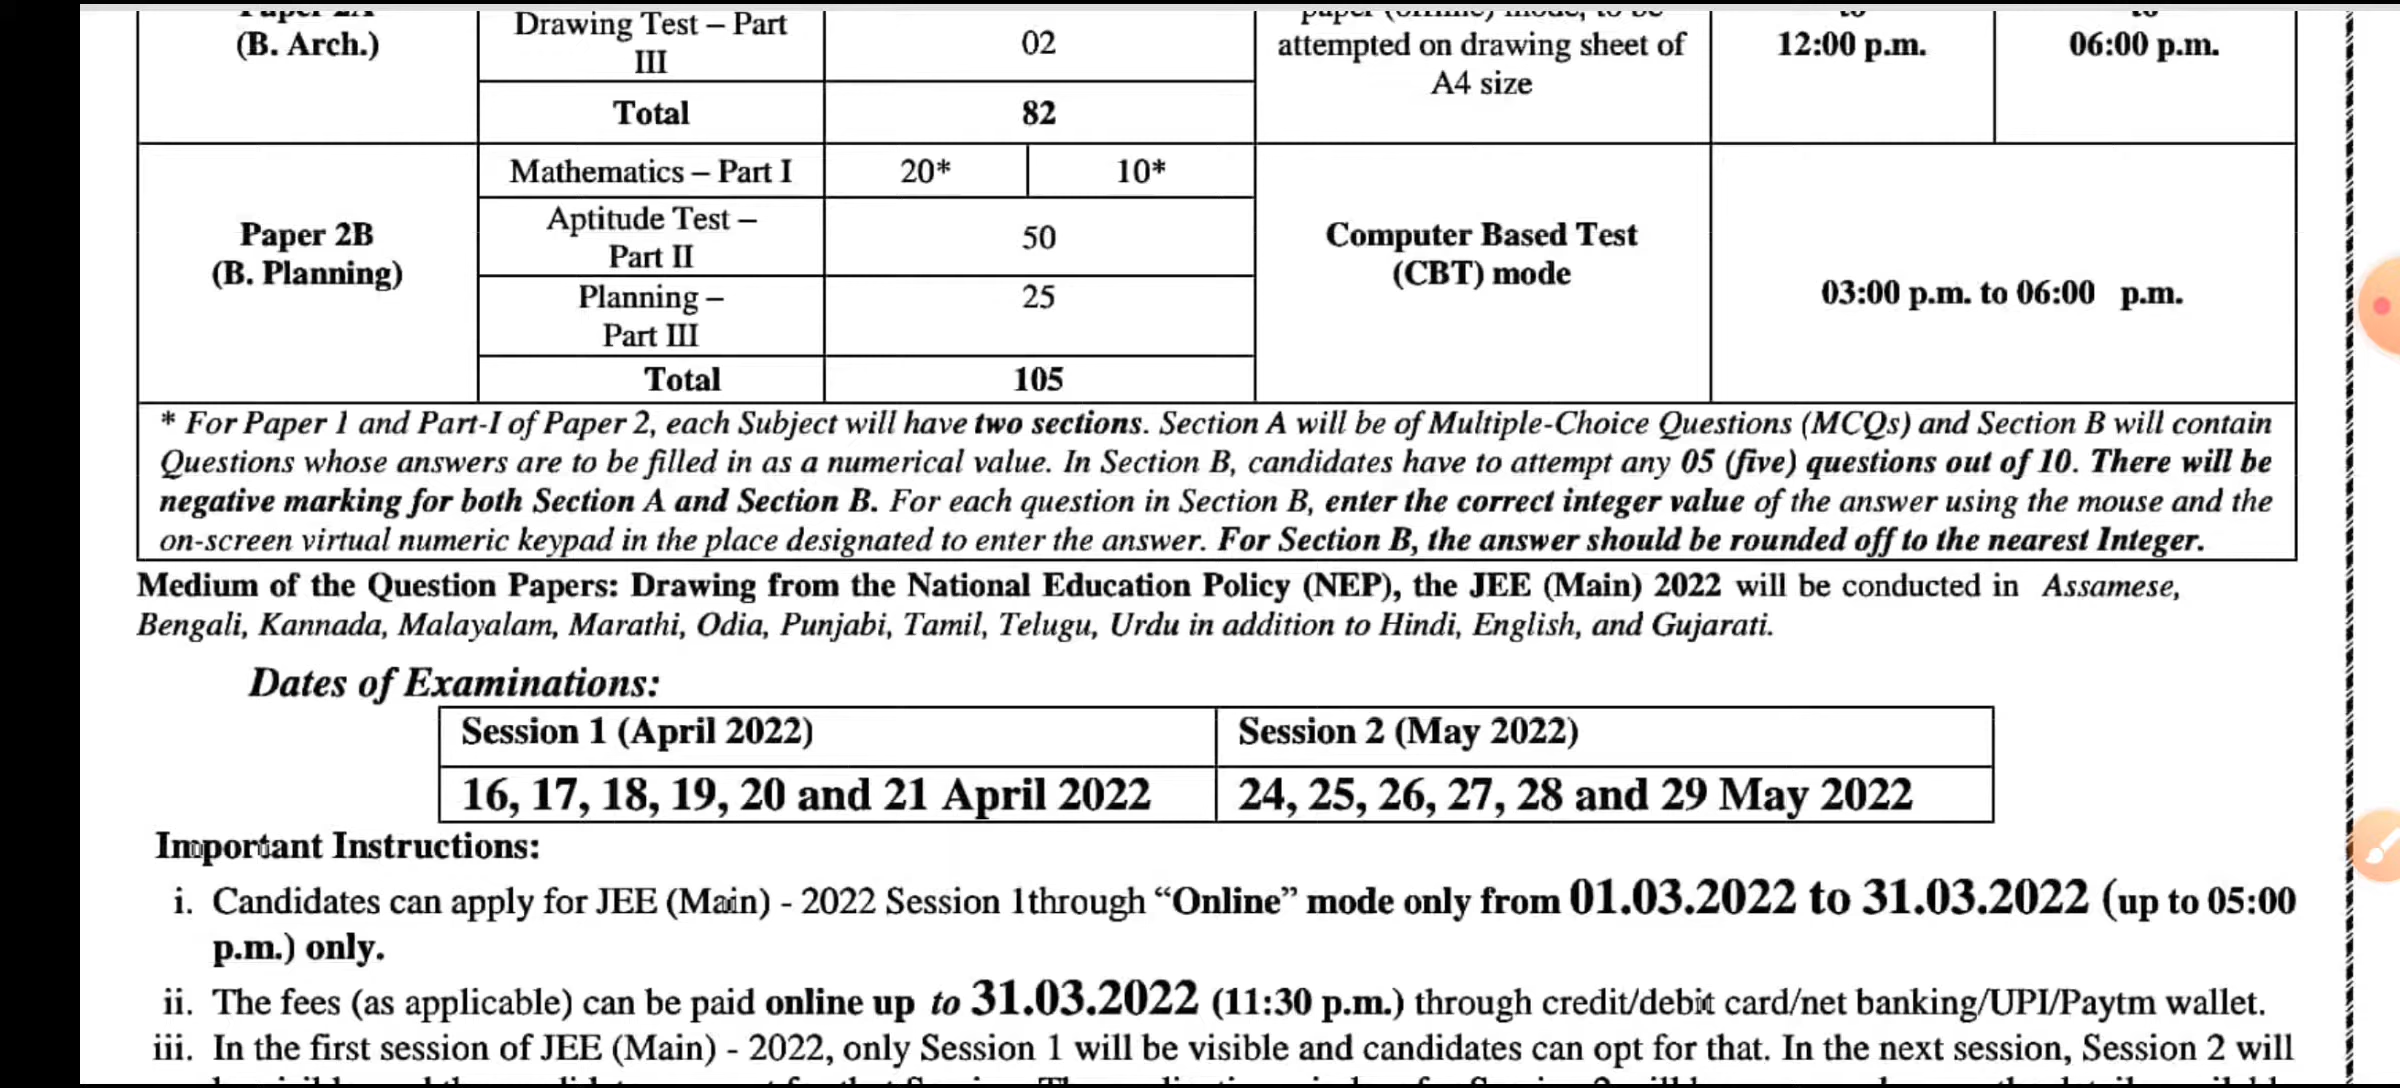 Drawing Test – Part
III
02
(B. Arch.)
attempted on drawing sheet of
A4 size
12:00 p.m.
06:00 p.m.
Total
82
Paper 2B
(B. Planning)
Mathematics – Part I
20*
10*
Aptitude Test –
Part II
50
Planning –
Part III
25
Total
105
Computer Based Test
(CBT) mode
03:00 p.m. to 06:00 p.m.
* For Paper 1 and Part-I of Paper 2, each Subject will have two sections. Section A will be of Multiple-Choice Questions (MCQs) and Section B will contain
Questions whose answers are to be filled in as a numerical value. In Section B, candidates have to attempt any 05 (five) questions out of 10. There will be
negative marking for both Section A and Section B. For each question in Section B, enter the correct integer value of the answer using the mouse and the
on-screen virtual numeric keypad in the place designated to enter the answer. For Section B, the answer should be rounded off to the nearest Integer.
Medium of the Question Papers: Drawing from the National Education Policy (NEP), the JEE (Main) 2022 will be conducted in Assamese,
Bengali, Kannada, Malayalam, Marathi, Odia, Punjabi, Tamil, Telugu, Urdu in addition to Hindi, English, and Gujarati.
Dates of Examinations:
Session 1 (April 2022)
Session 2 (May 2022)
16, 17, 18, 19, 20 and 21 April 2022
24, 25, 26, 27, 28 and 29 May 2022
Important Instructions:
i. Candidates can apply for JEE (Main) - 2022 Session 1through “Online” mode only from 01.03.2022 to 31.03.2022 (up to 05:00
p.m.) only.
ii. The fees (as applicable) can be paid online up to 31.03.2022 (11:30 p.m.) through credit/debit card/net banking/UPI/Paytm wallet.
iii. In the first session of JEE (Main) - 2022, only Session 1 will be visible and candidates can opt for that. In the next session, Session 2 will